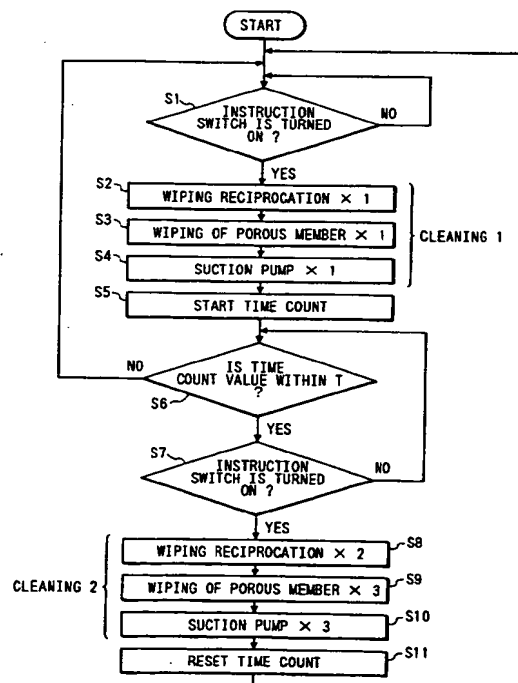 START
S1
INSTRUCTION
SWITCH IS TURNED
ON ?
NO
YES
S2
WIPING RECIPROCATION × 1
S3
WIPING OF POROUS MEMBER × 1
CLEANING 1
S4
SUCTION PUMP × 1
S5
START TIME COUNT
NO
IS TIME
COUNT VALUE WITHIN T
?
S6
YES
S7
INSTRUCTION
SWITCH IS TURNED
ON ?
NO
YES
WIPING RECIPROCATION × 2
S8
CLEANING 2
WIPING OF POROUS MEMBER × 3
S9
SUCTION PUMP × 3
S10
RESET TIME COUNT
S11